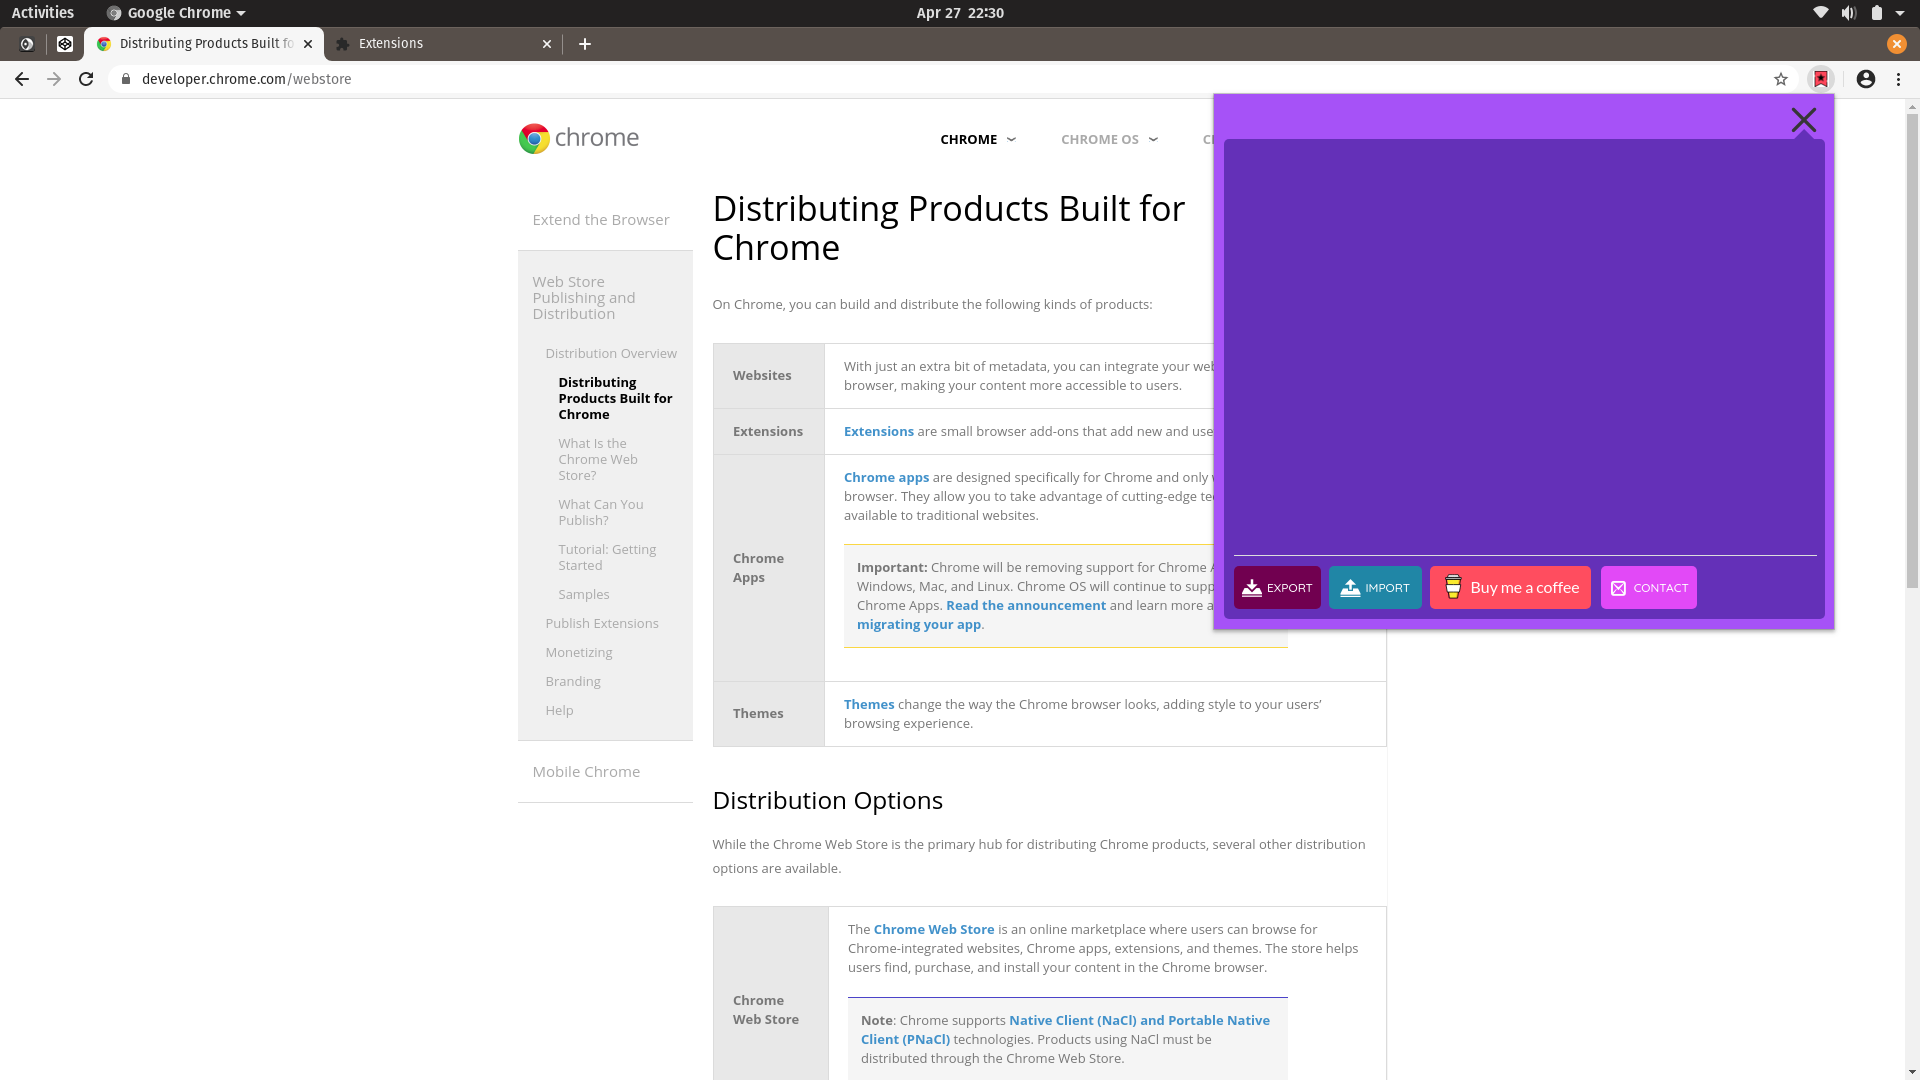 Activities
Google Chrome
Apr 27 22:30
Distributing Products Built fo
Extensions
developer.chrome.com/webstore
chrome
CHROME
CHROME OS
Extend the Browser
Web Store
Publishing and
Distribution
Distribution Overview
Distributing
Products Built for
Chrome
What Is the
Chrome Web
Store?
What Can You
Publish?
Tutorial: Getting
Started
Samples
Publish Extensions
Monetizing
Branding
Help
Mobile Chrome
Distributing Products Built for
Chrome
On Chrome, you can build and distribute the following kinds of products:
Websites
With just an extra bit of metadata, you can integrate your web
browser, making your content more accessible to users.
Extensions
Extensions are small browser add-ons that add new and use
Chrome
Apps
Chrome apps are designed specifically for Chrome and only
browser. They allow you to take advantage of cutting-edge te
available to traditional websites.
Important: Chrome will be removing support for Chrome A
Windows, Mac, and Linux. Chrome OS will continue to supp
Chrome Apps. Read the announcement and learn more a
migrating your app.
Themes
Themes change the way the Chrome browser looks, adding style to your users’
browsing experience.
Distribution Options
While the Chrome Web Store is the primary hub for distributing Chrome products, several other distribution
options are available.
Chrome
Web Store
The Chrome Web Store is an online marketplace where users can browse for
Chrome-integrated websites, Chrome apps, extensions, and themes. The store helps
users find, purchase, and install your content in the Chrome browser.
Note: Chrome supports Native Client (NaCl) and Portable Native
Client (PNaCl) technologies. Products using NaCl must be
distributed through the Chrome Web Store.
EXPORT
IMPORT
Buy me a coffee
CONTACT